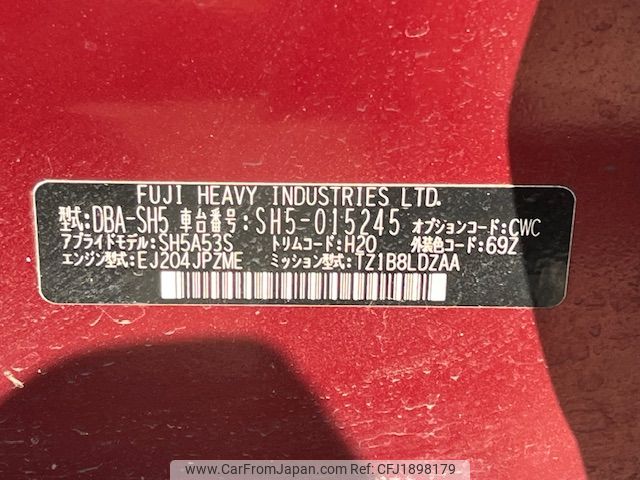 FUJI HEAVY INDUSTRIES LTD.
型式:DBA-SH5 車台番号:SH5-015245 オプションコード:CWC
アプライドモデル:SH5A53S トリムコード:H20 外装色コード:69Z
エンジン型式:EJ204JPZME ミッション型式:TZ1B8LDZAA
www.CarFromJapan.com Ref No: CFJ1898179